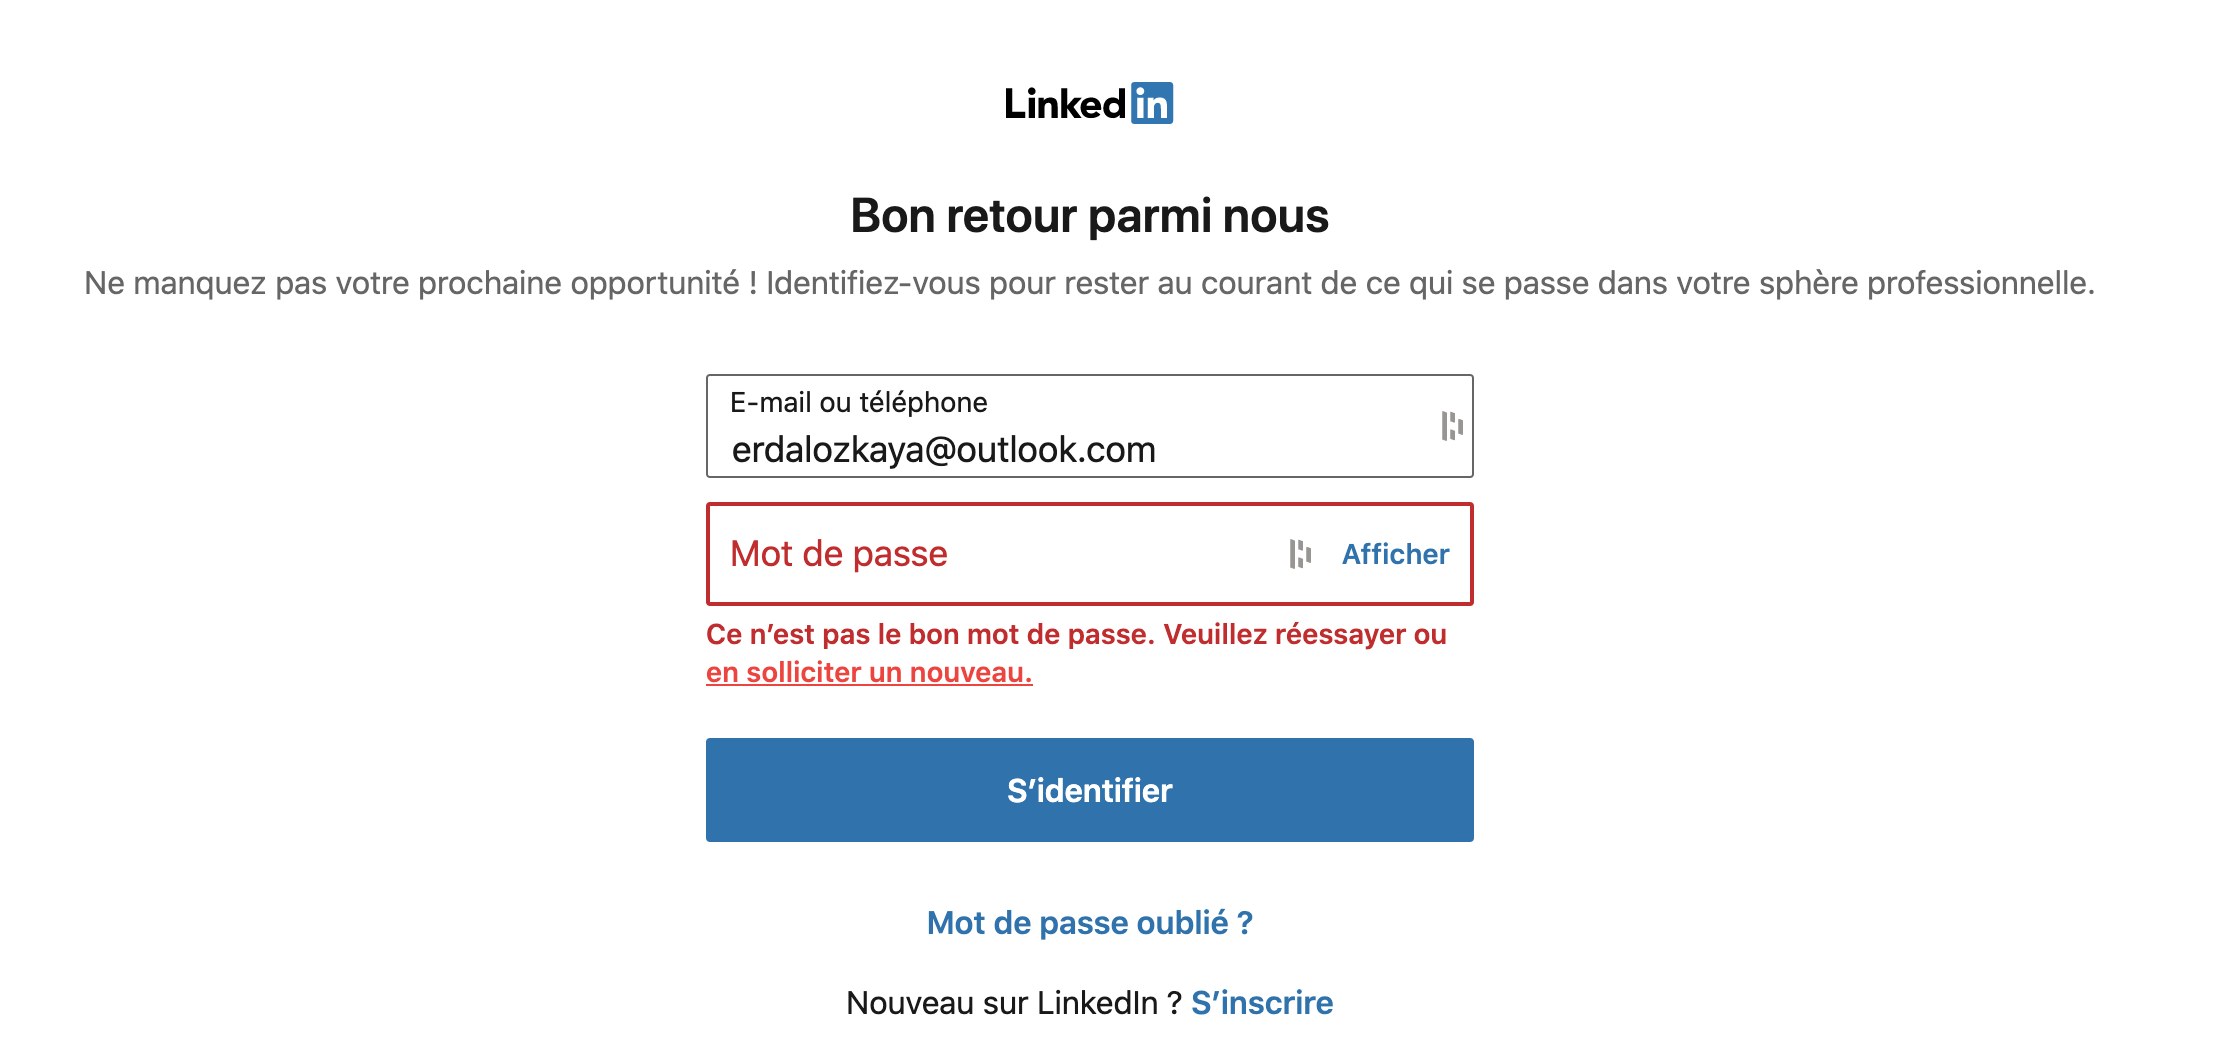 LinkedIn
Bon retour parmi nous
Ne manquez pas votre prochaine opportunité ! Identifiez-vous pour rester au courant de ce qui se passe dans votre sphère professionnelle.
E-mail ou téléphone
erdalozkaya@outlook.com
Mot de passe Afficher
Ce n’est pas le bon mot de passe. Veuillez réessayer ou
en solliciter un nouveau.
S’identifier
Mot de passe oublié ?
Nouveau sur LinkedIn ? S’inscrire